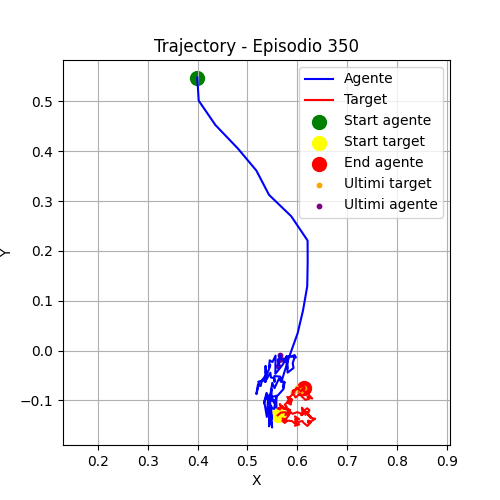 Trajectory - Episodio 350
Agente
Target
Start agente
Start target
End agente
Ultimi target
Ultimi agente
Y
0.5
0.4
0.3
0.2
0.1
0.0
−0.1
0.2 0.3 0.4 0.5 0.6 0.7 0.8 0.9
X